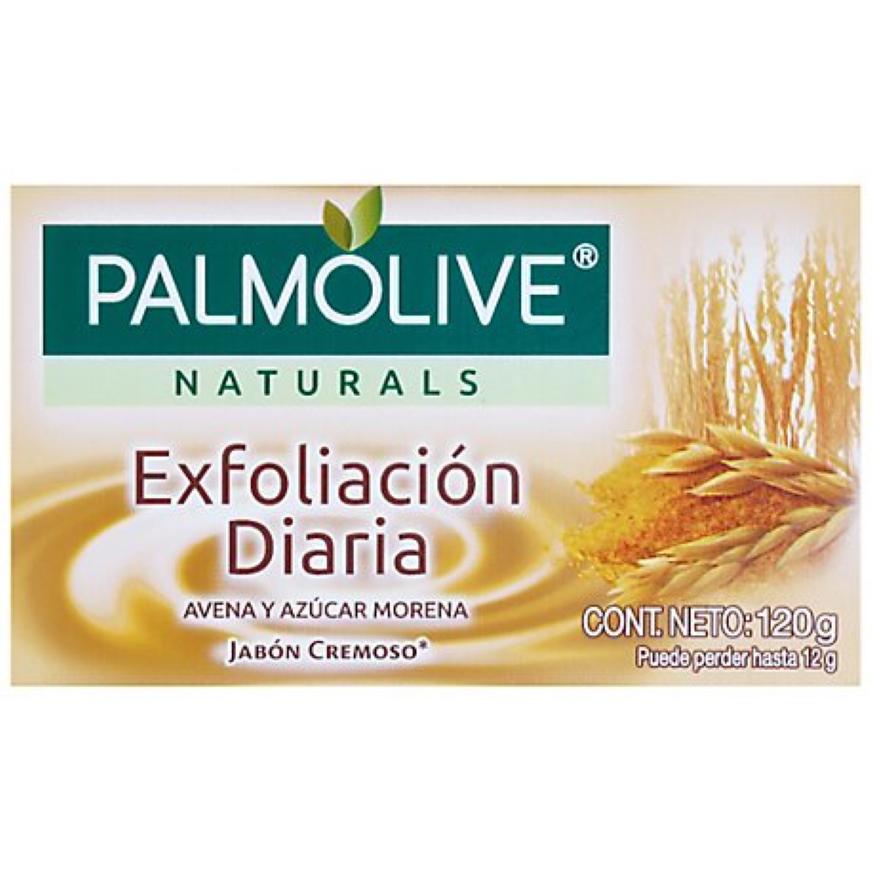 PALMOLIVE®
NATURALS
Exfoliación
Diaria
AVENA Y AZÚCAR MORENA
JABÓN CREMOSO*
CONT. NETO: 120g
Puede perder hasta 12 g